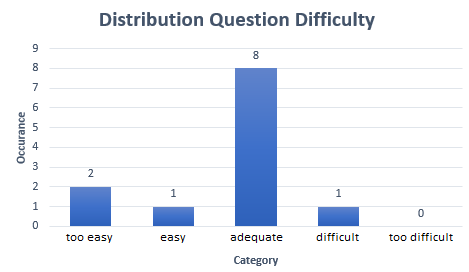 Distribution Question Difficulty
9
8
7
6
5
4
3
2
1
0
Occurance
2
1
8
1
0
too easy
easy
adequate
difficult
too difficult
Category